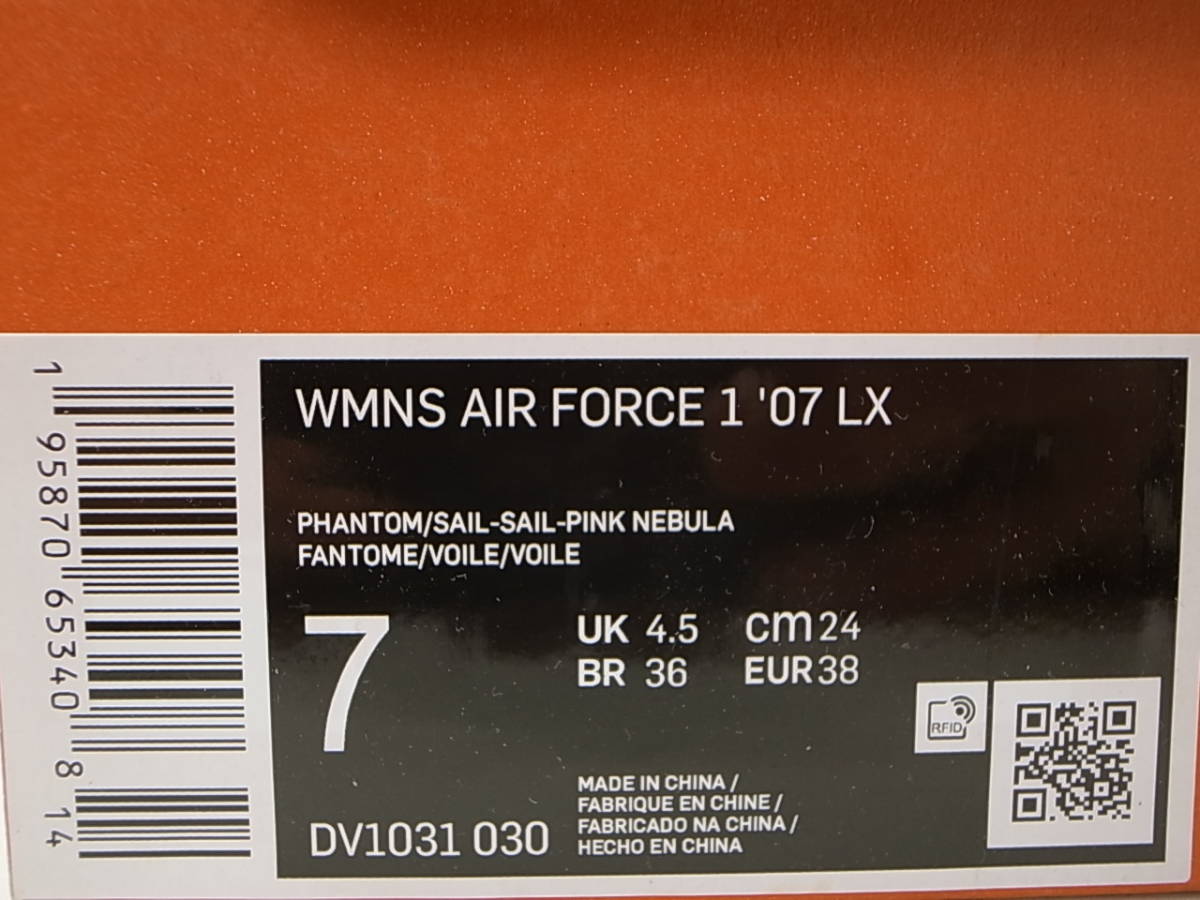 WMNS AIR FORCE 1 '07 LX
PHANTOM/SAIL-SAIL-PINK NEBULA
FANTOME/VOILE/VOILE
7
UK 4.5 cm 24
BR 36 EUR 38
RFID
MADE IN CHINA /
FABRIQUE EN CHINE /
FABRICADO NA CHINA /
HECHO EN CHINA
DV1031 030
1 95870 65340 8 14